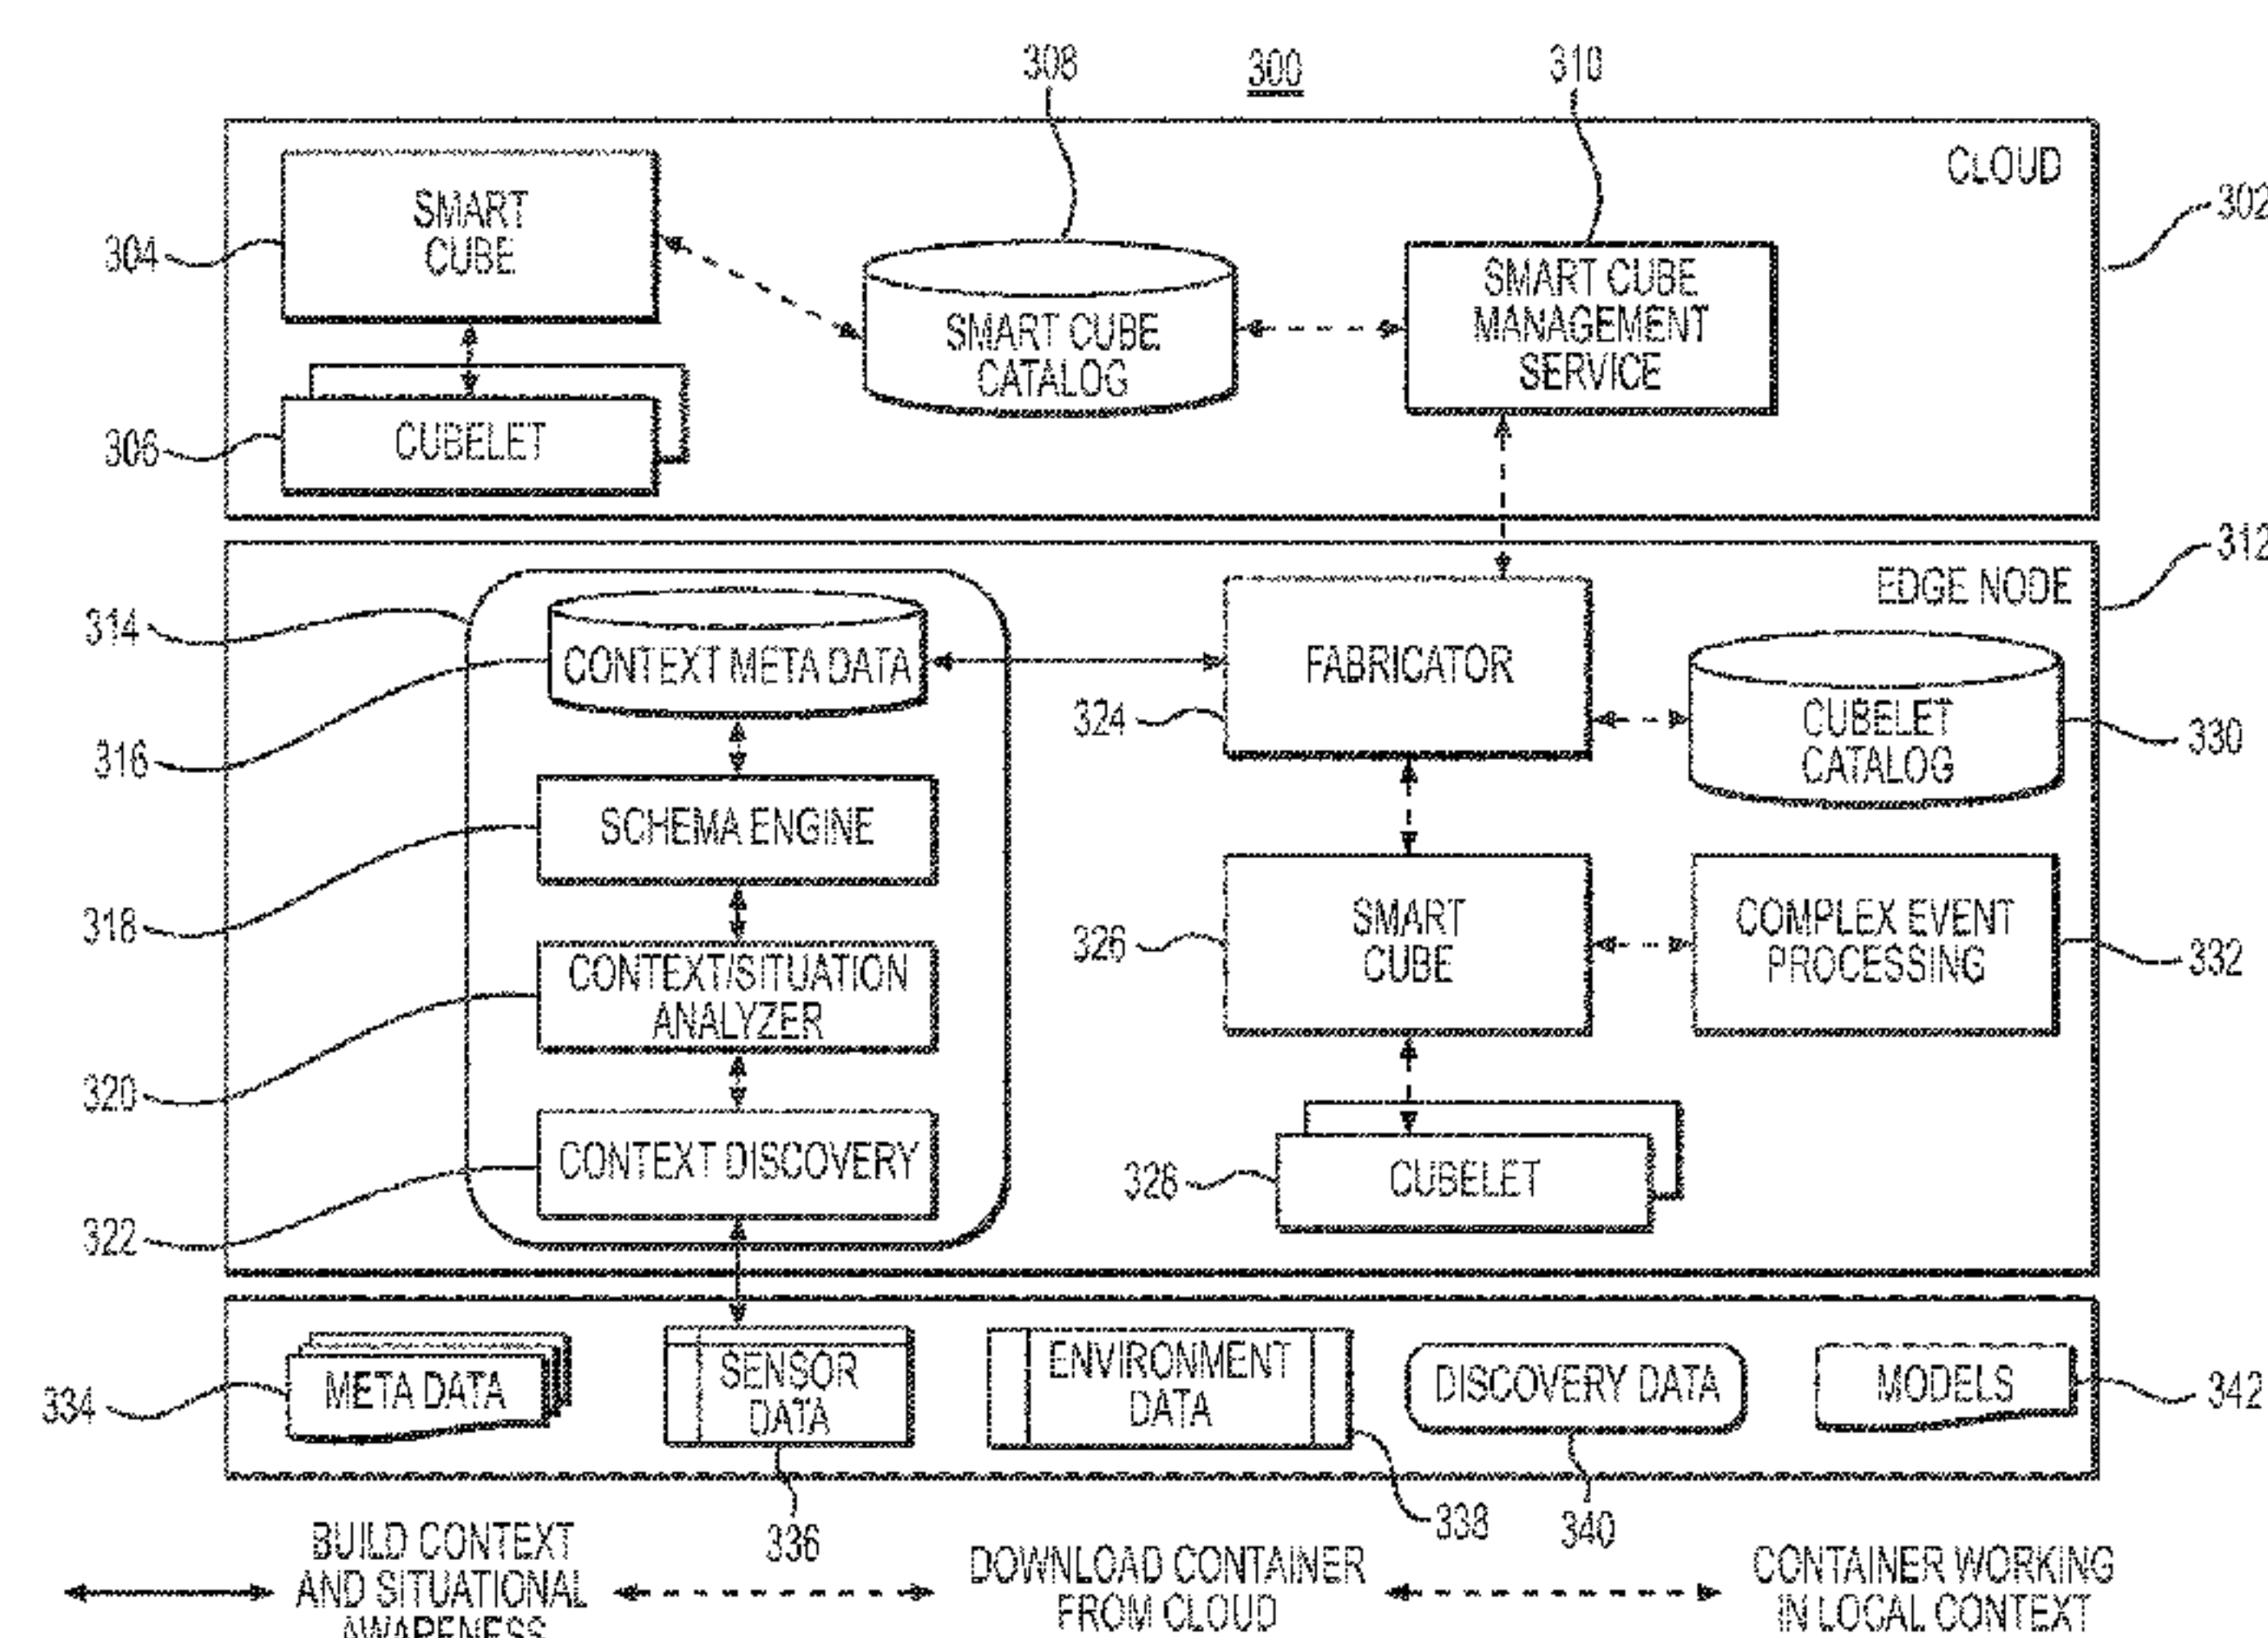 308
300
310
CLOUD
302
SMART
CUBE
304
SMART CUBE
CATALOG
SMART CUBE
MANAGEMENT
SERVICE
306
CUBELET
312
EDGE NODE
314
CONTEXT META DATA
316
FABRICATOR
324
CUBELET
CATALOG
330
SCHEMA ENGINE
318
SMART
CUBE
326
COMPLEX EVENT
PROCESSING
332
CONTEXT/SITUATION
ANALYZER
320
CONTEXT DISCOVERY
322
CUBELET
328
META DATA
334
SENSOR
DATA
336
ENVIRONMENT
DATA
338
DISCOVERY DATA
340
MODELS
342
BUILD CONTEXT
AND SITUATIONAL
AWARENESS
DOWNLOAD CONTAINER
FROM CLOUD
CONTAINER WORKING
IN LOCAL CONTEXT